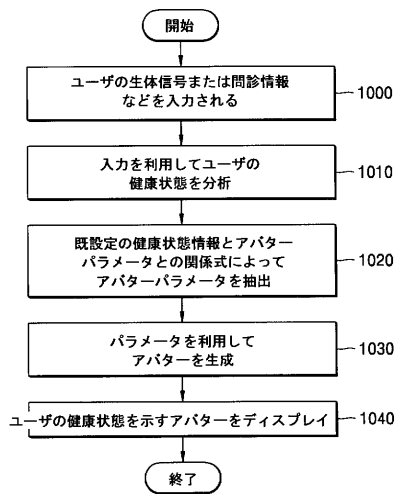 開始
ユーザの生体信号または問診情報
などを入力される
1000
入力を利用してユーザの
健康状態を分析
1010
既設定の健康状態情報とアバター
パラメータとの関係式によって
アバターパラメータを抽出
1020
パラメータを利用して
アバターを生成
1030
ユーザの健康状態を示すアバターをディスプレイ
1040
終了